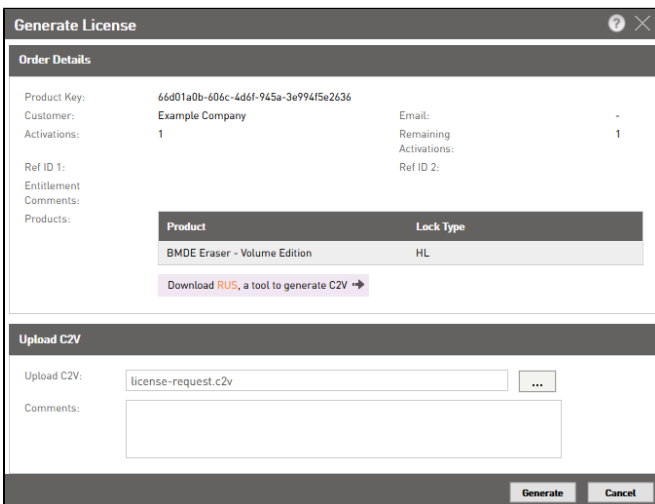 Generate License
?
Order Details
Product Key: 66d01a0b-606c-4d6f-945a-3e994f5e2636
Customer: Example Company Email: -
Activations: 1 Remaining Activations: 1
Ref ID 1: Ref ID 2:
Entitlement
Comments:
Products:
Product Lock Type
BMDE Eraser - Volume Edition HL
Download RUS, a tool to generate C2V
Upload C2V
Upload C2V: license-request.c2v ...
Comments:
Generate Cancel